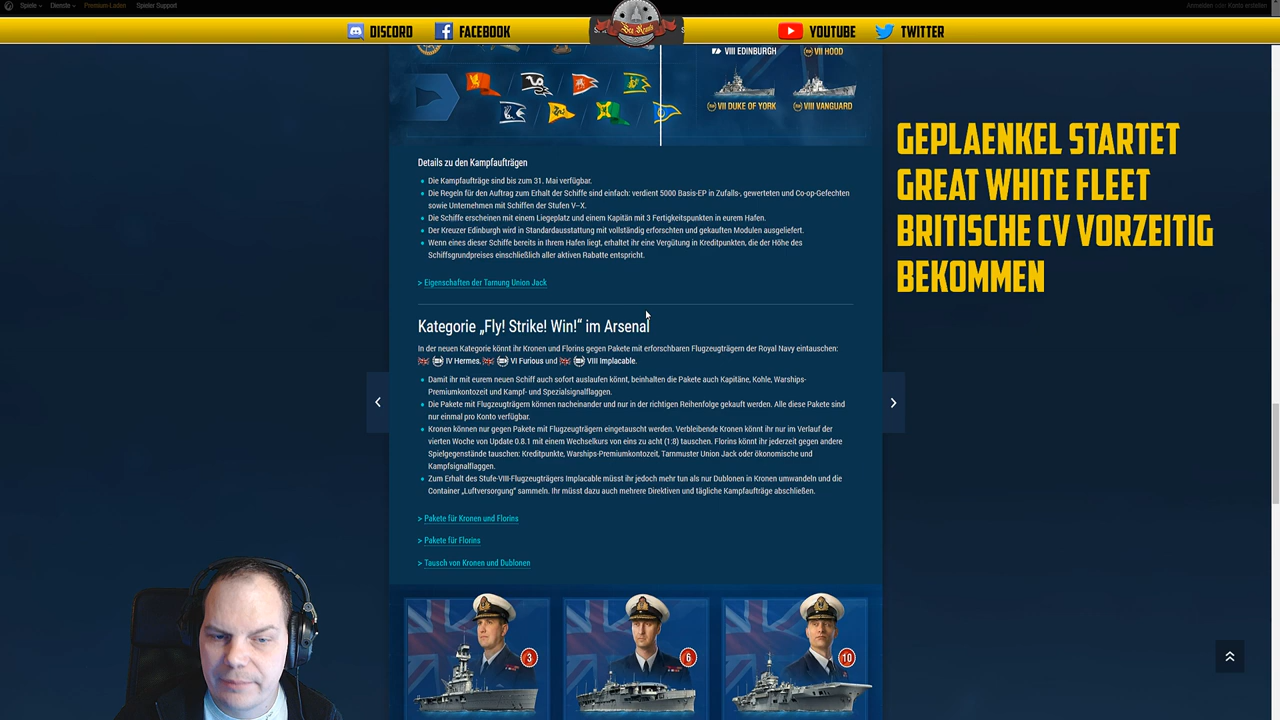 Spiele
Dienste
Premium-Laden
Spieler Support
Anmelden oder Konto erstellen
DISCORD
FACEBOOK
YOUTUBE
TWITTER
VIII EDINBURGH
VII HOOD
VII DUKE OF YORK
VIII VANGUARD
GEPLAENKEL STARTET
GREAT WHITE FLEET
BRITISCHE CV VORZEITIG
BEKOMMEN
Details zu den Kampfaufträgen
Die Kampfaufträge sind bis zum 31. Mai verfügbar.
Die Regeln für den Auftrag zum Erhalt der Schiffe sind einfach: verdient 5000 Basis-EP in Zufalls-, gewerteten und Co-op-Gefechten
sowie Unternehmen mit Schiffen der Stufen V–X.
Die Schiffe erscheinen mit einem Liegeplatz und einem Kapitän mit 3 Fertigkeitspunkten in eurem Hafen.
Der Kreuzer Edinburgh wird in Standardausstattung mit vollständig erforschten und gekauften Modulen ausgeliefert.
Wenn eines dieser Schiffe bereits in Ihrem Hafen liegt, erhaltet ihr eine Vergütung in Kreditpunkten, die der Höhe des
Schiffsgrundpreises einschließlich aller aktiven Rabatte entspricht.
> Eigenschaften der Tarnung Union Jack
Kategorie „Fly! Strike! Win!“ im Arsenal
In der neuen Kategorie könnt ihr Kronen und Florins gegen Pakete mit erforschbaren Flugzeugträgern der Royal Navy eintauschen:
IV Hermes, VI Furious und VIII Implacable.
Damit ihr mit eurem neuen Schiff auch sofort auslaufen könnt, beinhalten die Pakete auch Kapitäne, Kohle, Warships-
Premiumkontozeit und Kampf- und Spezialsignalflaggen.
Die Pakete mit Flugzeugträgern können nacheinander und nur in der richtigen Reihenfolge gekauft werden. Alle diese Pakete sind
nur einmal pro Konto verfügbar.
Kronen können nur gegen Pakete mit Flugzeugträgern eingetauscht werden. Verbleibende Kronen könnt ihr nur im Verlauf der
vierten Woche von Update 0.8.1 mit einem Wechselkurs von eins zu acht (1:8) tauschen. Florins könnt ihr jederzeit gegen andere
Spielgegenstände tauschen: Kreditpunkte, Warships-Premiumkontozeit, Tarnmuster Union Jack oder ökonomische und
Kampfsignalflaggen.
Zum Erhalt des Stufe-VIII-Flugzeugträgers Implacable müsst ihr jedoch mehr tun als nur Dublonen in Kronen umwandeln und die
Container „Luftversorgung“ sammeln. Ihr müsst dazu auch mehrere Direktiven und tägliche Kampfaufträge abschließen.
> Pakete für Kronen und Florins
> Pakete für Florins
> Tausch von Kronen und Dublonen
3
6
10